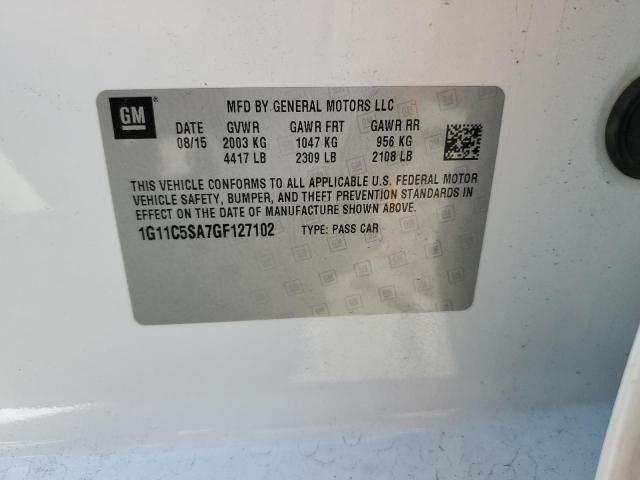 GM ®
MFD BY GENERAL MOTORS LLC
DATE GVWR GAWR FRT GAWR RR
08/15 2003 KG 1047 KG 956 KG
4417 LB 2309 LB 2108 LB
THIS VEHICLE CONFORMS TO ALL APPLICABLE U.S. FEDERAL MOTOR
VEHICLE SAFETY, BUMPER, AND THEFT PREVENTION STANDARDS IN
EFFECT ON THE DATE OF MANUFACTURE SHOWN ABOVE.
1G11C5SA7GF127102 TYPE: PASS CAR